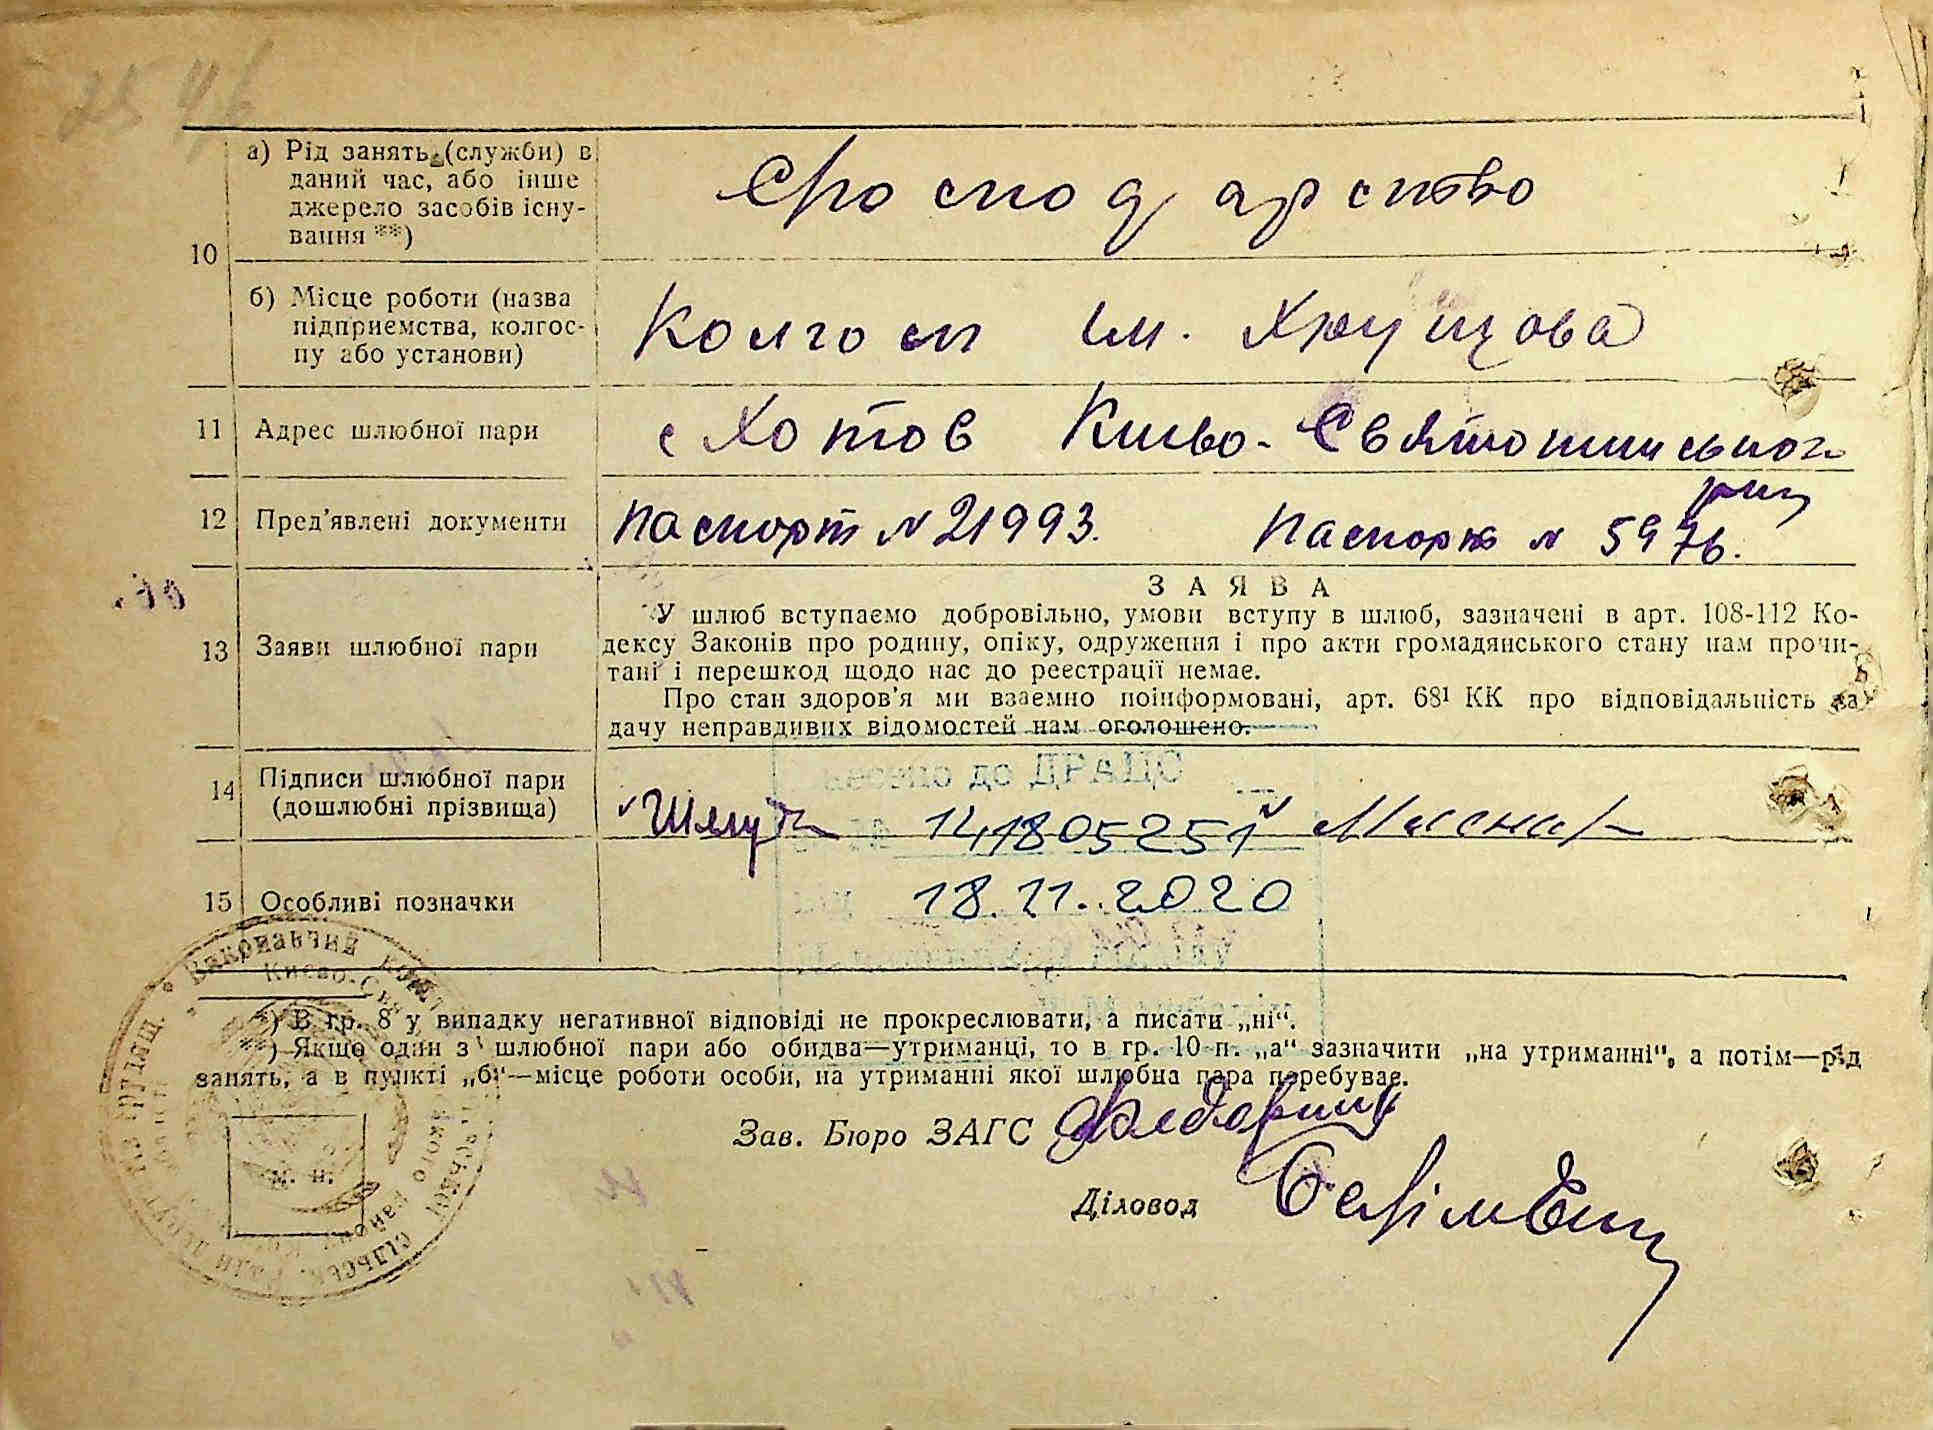 а) Рід занять (службы) в
даний час, або інше
джерело засобів існу-
вання **)
10
б) Місце роботи (назва
підприємства, колгос-
пу або установи)
Колгосп ім. Хрущова
11 Адрес шлюбної пари
с Хотов Києво-Святошинського
р-ну
12 Пред'явлені документи
Паспорт № 21993. Паспорт № 5976.
13 Заяви шлюбної пари
ЗАЯВА
У шлюб вступаємо добровільно, умови вступу в шлюб, зазначені в арт. 108-112 Ко-
дексу Законів про родину, опіку, одруження і про акти громадянського стану нам прочи-
тані і перешкод щодо нас до реєстрації немає.
Про стан здоров'я ми взаємно поінформовані, арт. 68¹ КК про відповідальність за
дачу неправдивих відомостей нам оголошено.
14 Підписи шлюбної пари
(дошлюбні прізвища)
141805251
15 Особливі позначки
18.11.2020
*) В гр. 8 у випадку негативної відповіді не прокреслювати, а писати „ні“.
**) Якщо один з шлюбної пари або обидва—утриманці, то в гр. 10 п. „а“ зазначити „на утриманні“, а потім—рід
занять, а в пункті „б“—місце роботи особи, на утриманні якої шлюбна пара перебуває.
Зав. Бюро ЗАГС
Діловод